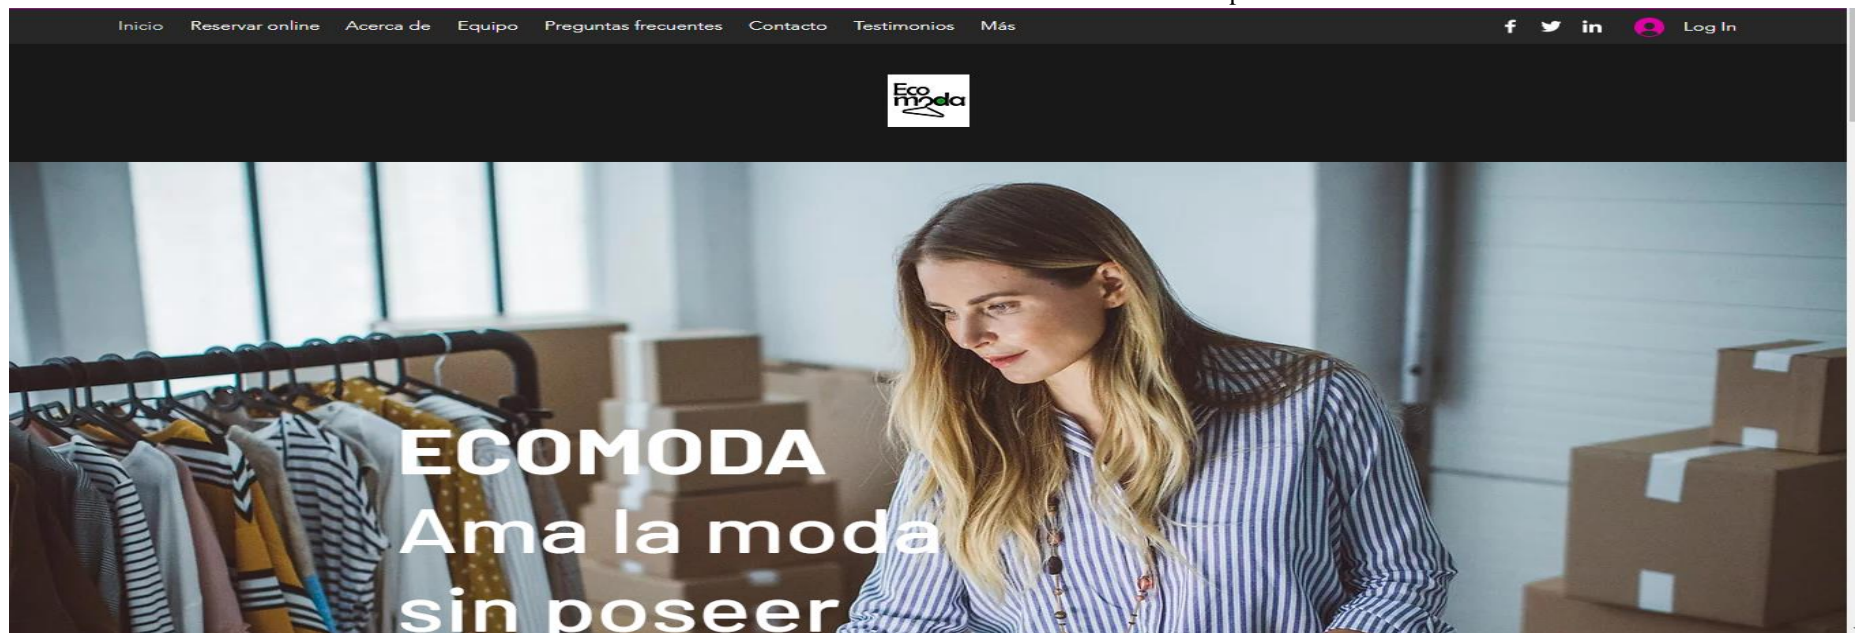 Inicio Reservar online Acerca de Equipo Preguntas frecuentes Contacto Testimonios Más f in Log In
Eco
moda
ECOMODA
Ama la moda
sin poseer